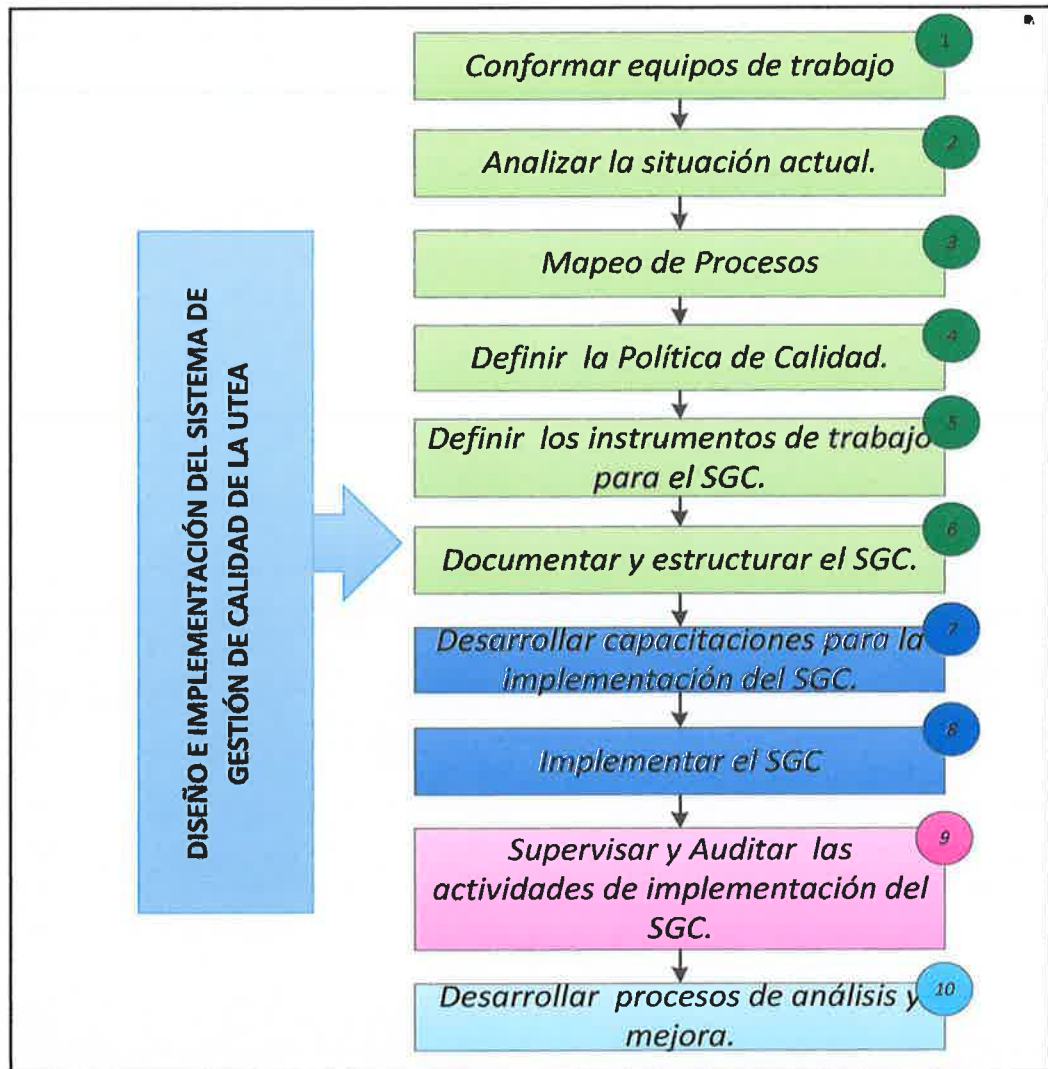 1
Conformar equipos de trabajo
2
Analizar la situación actual.
3
Mapeo de Procesos
4
Definir la Política de Calidad.
5
Definir los instrumentos de trabajo
para el SGC.
6
Documentar y estructurar el SGC.
7
Desarrollar capacitaciones para la
implementación del SGC.
8
Implementar el SGC
9
Supervisar y Auditar las
actividades de implementación del
SGC.
10
Desarrollar procesos de análisis y
mejora.
DISEÑO E IMPLEMENTACIÓN DEL SISTEMA DE
GESTIÓN DE CALIDAD DE LA UTEA